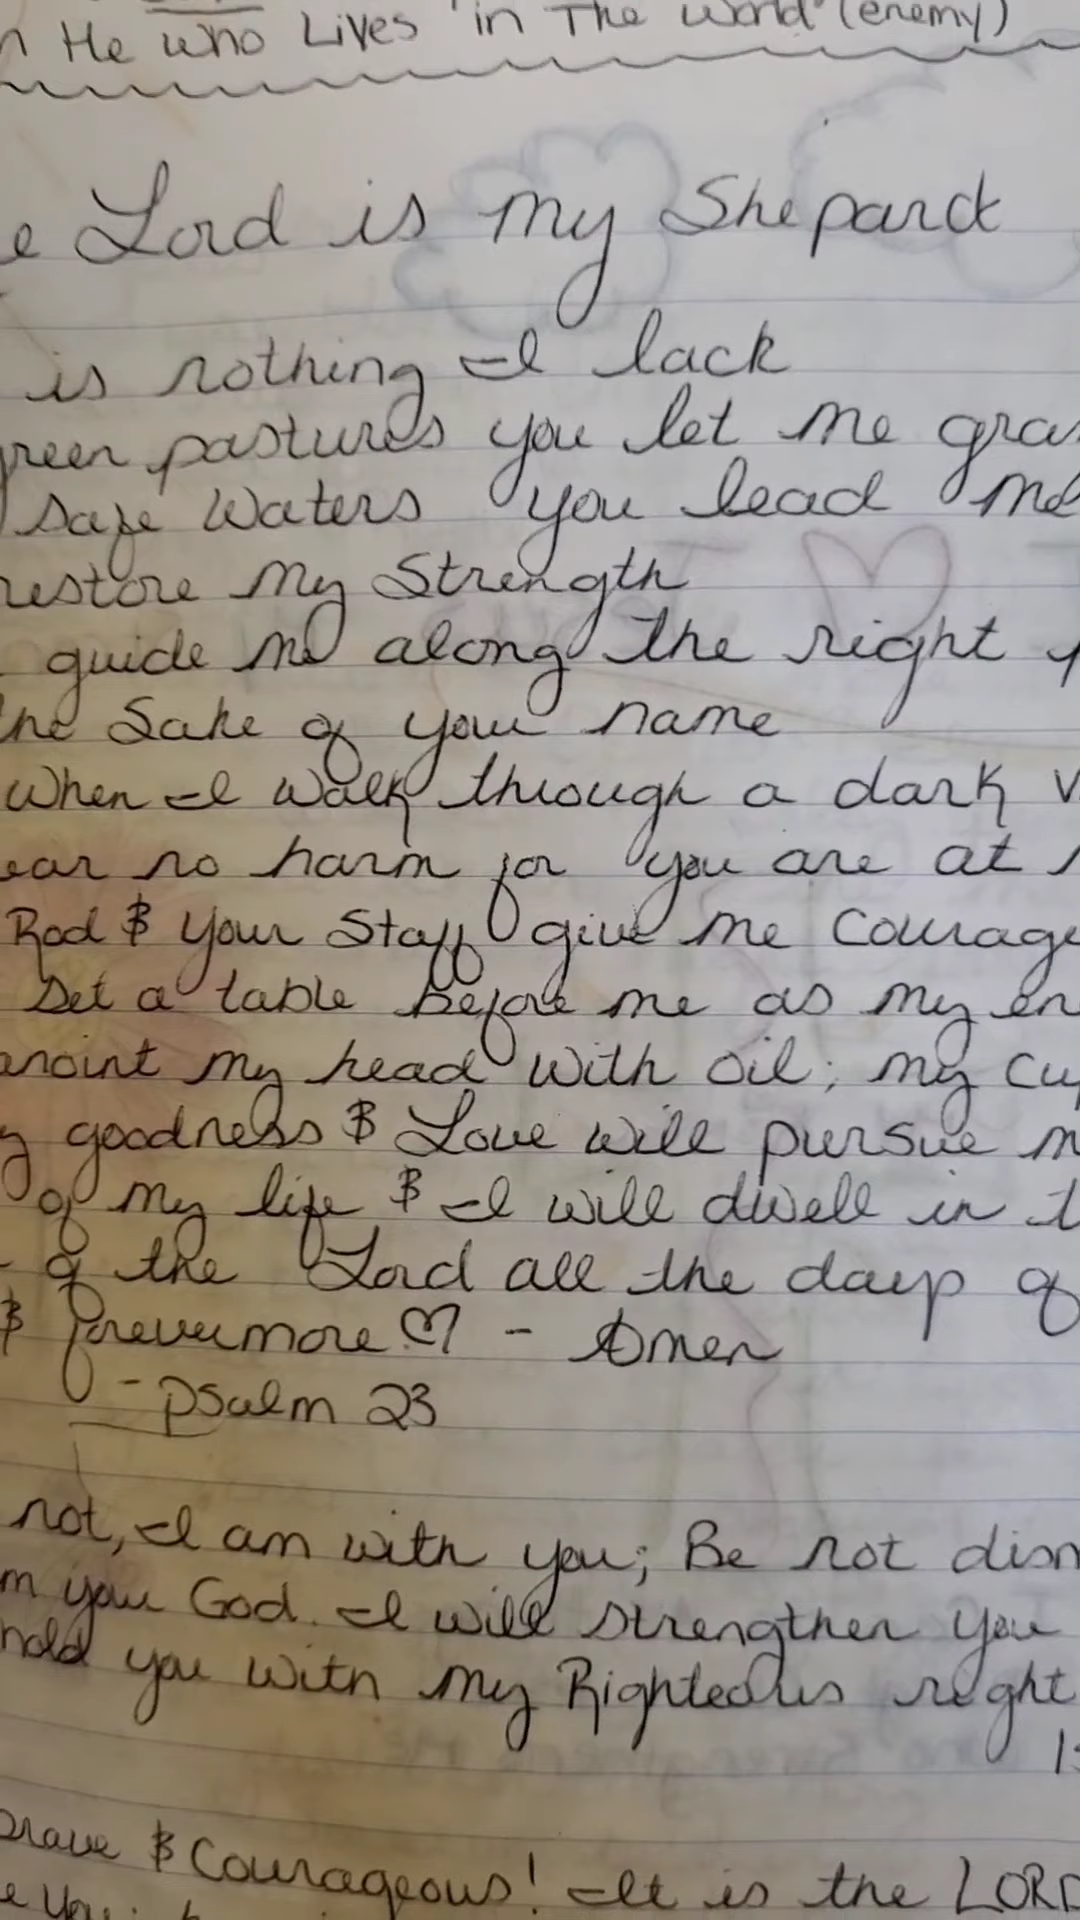 He who Lives in The World (enemy)
Lord is my Shepard
is nothing I lack
green pastures you let me gra
safe Waters you lead me
restore my Strength
guide me along the right
the Sake of your name
When I walk through a dark
no harm for you are at
Rod & your Staff give me Courage
Set a table before me as my en
anoint my head with oil; my cu
goodness & Love will pursue m
of my life & I will dwell in t
of the Lord all the days of
& forevermore ♡ - Amen
- Psalm 23
not, I am with you; Be not dism
your God. I will strengthen you
hold you with my Righteous right
brave & Courageous! It is the LORD